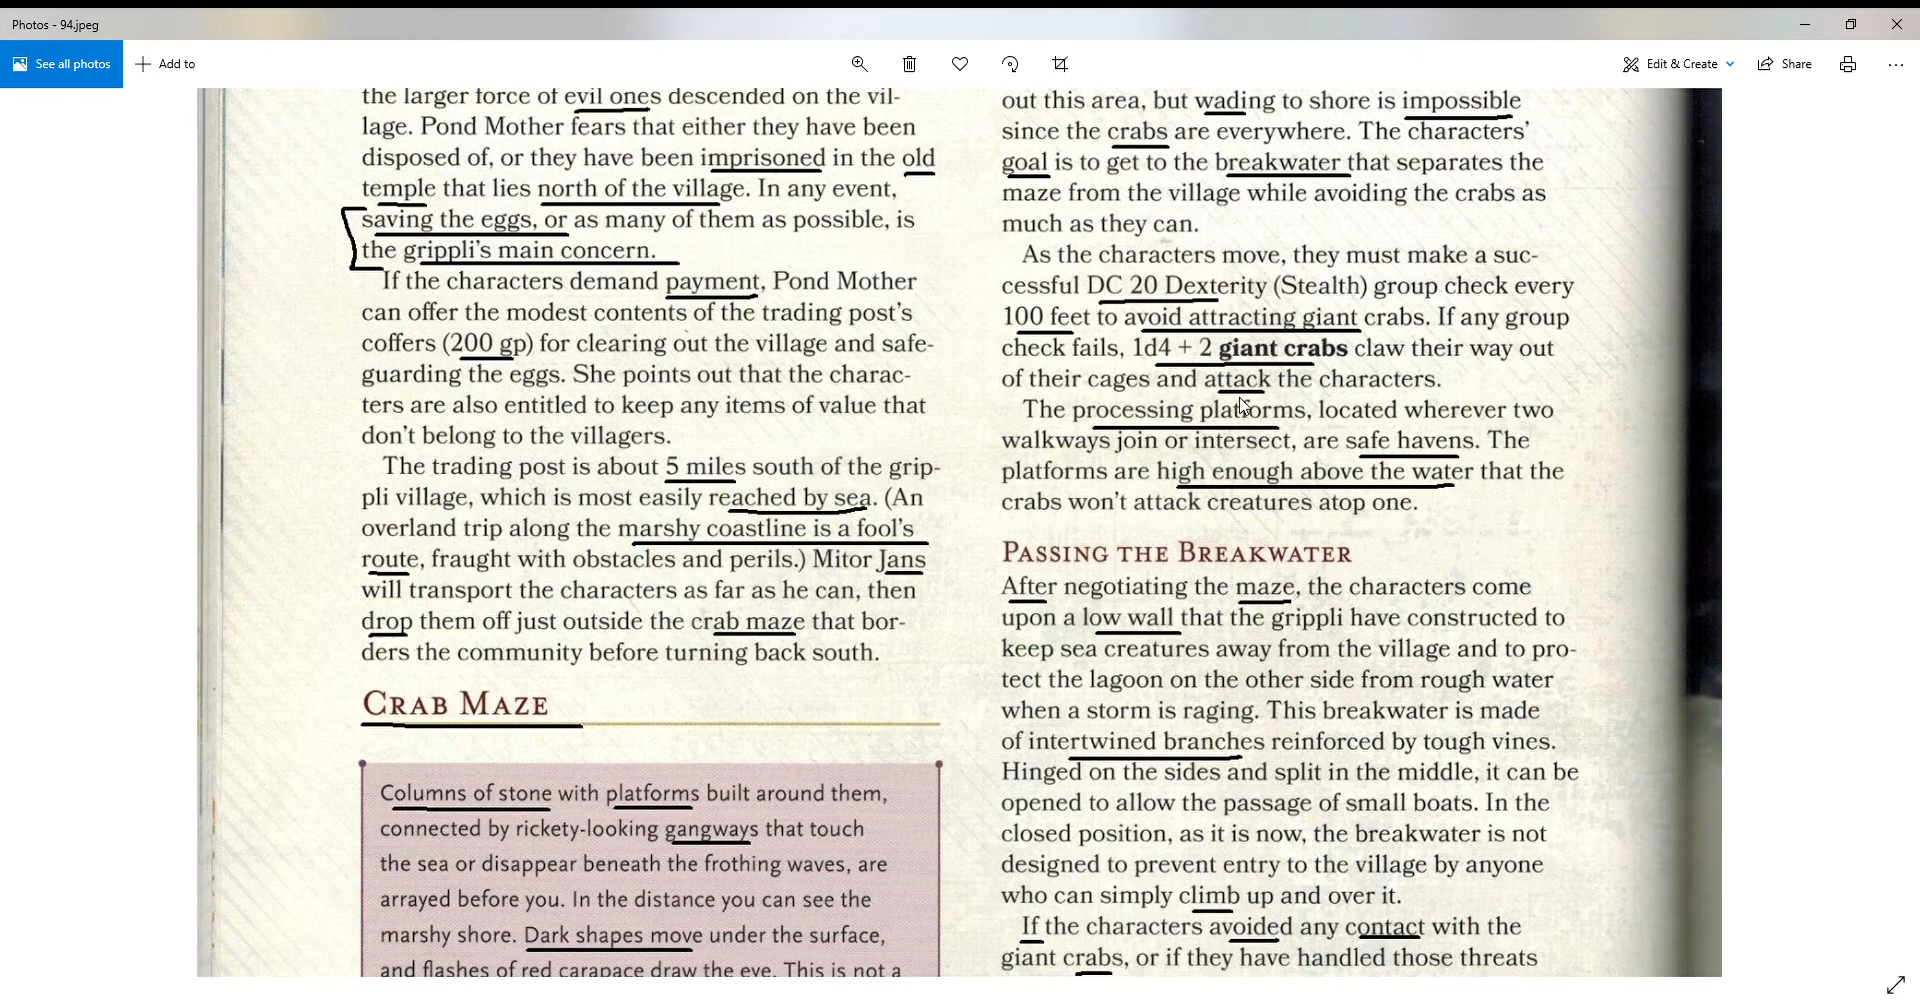 Photos - 94.jpeg
See all photos
Add to
Edit & Create
Share
the larger force of evil ones descended on the vil-
lage. Pond Mother fears that either they have been
disposed of, or they have been imprisoned in the old
temple that lies north of the village. In any event,
saving the eggs, or as many of them as possible, is
the grippli's main concern.
If the characters demand payment, Pond Mother
can offer the modest contents of the trading post's
coffers (200 gp) for clearing out the village and safe-
guarding the eggs. She points out that the charac-
ters are also entitled to keep any items of value that
don't belong to the villagers.
The trading post is about 5 miles south of the grip-
pli village, which is most easily reached by sea. (An
overland trip along the marshy coastline is a fool's
route, fraught with obstacles and perils.) Mitor Jans
will transport the characters as far as he can, then
drop them off just outside the crab maze that bor-
ders the community before turning back south.
CRAB MAZE
Columns of stone with platforms built around them,
connected by rickety-looking gangways that touch
the sea or disappear beneath the frothing waves, are
arrayed before you. In the distance you can see the
marshy shore. Dark shapes move under the surface,
and flashes of red carapace draw the eye. This is not a
out this area, but wading to shore is impossible
since the crabs are everywhere. The characters'
goal is to get to the breakwater that separates the
maze from the village while avoiding the crabs as
much as they can.
As the characters move, they must make a suc-
cessful DC 20 Dexterity (Stealth) group check every
100 feet to avoid attracting giant crabs. If any group
check fails, 1d4 + 2 giant crabs claw their way out
of their cages and attack the characters.
The processing platforms, located wherever two
walkways join or intersect, are safe havens. The
platforms are high enough above the water that the
crabs won't attack creatures atop one.
PASSING THE BREAKWATER
After negotiating the maze, the characters come
upon a low wall that the grippli have constructed to
keep sea creatures away from the village and to pro-
tect the lagoon on the other side from rough water
when a storm is raging. This breakwater is made
of intertwined branches reinforced by tough vines.
Hinged on the sides and split in the middle, it can be
opened to allow the passage of small boats. In the
closed position, as it is now, the breakwater is not
designed to prevent entry to the village by anyone
who can simply climb up and over it.
If the characters avoided any contact with the
giant crabs, or if they have handled those threats